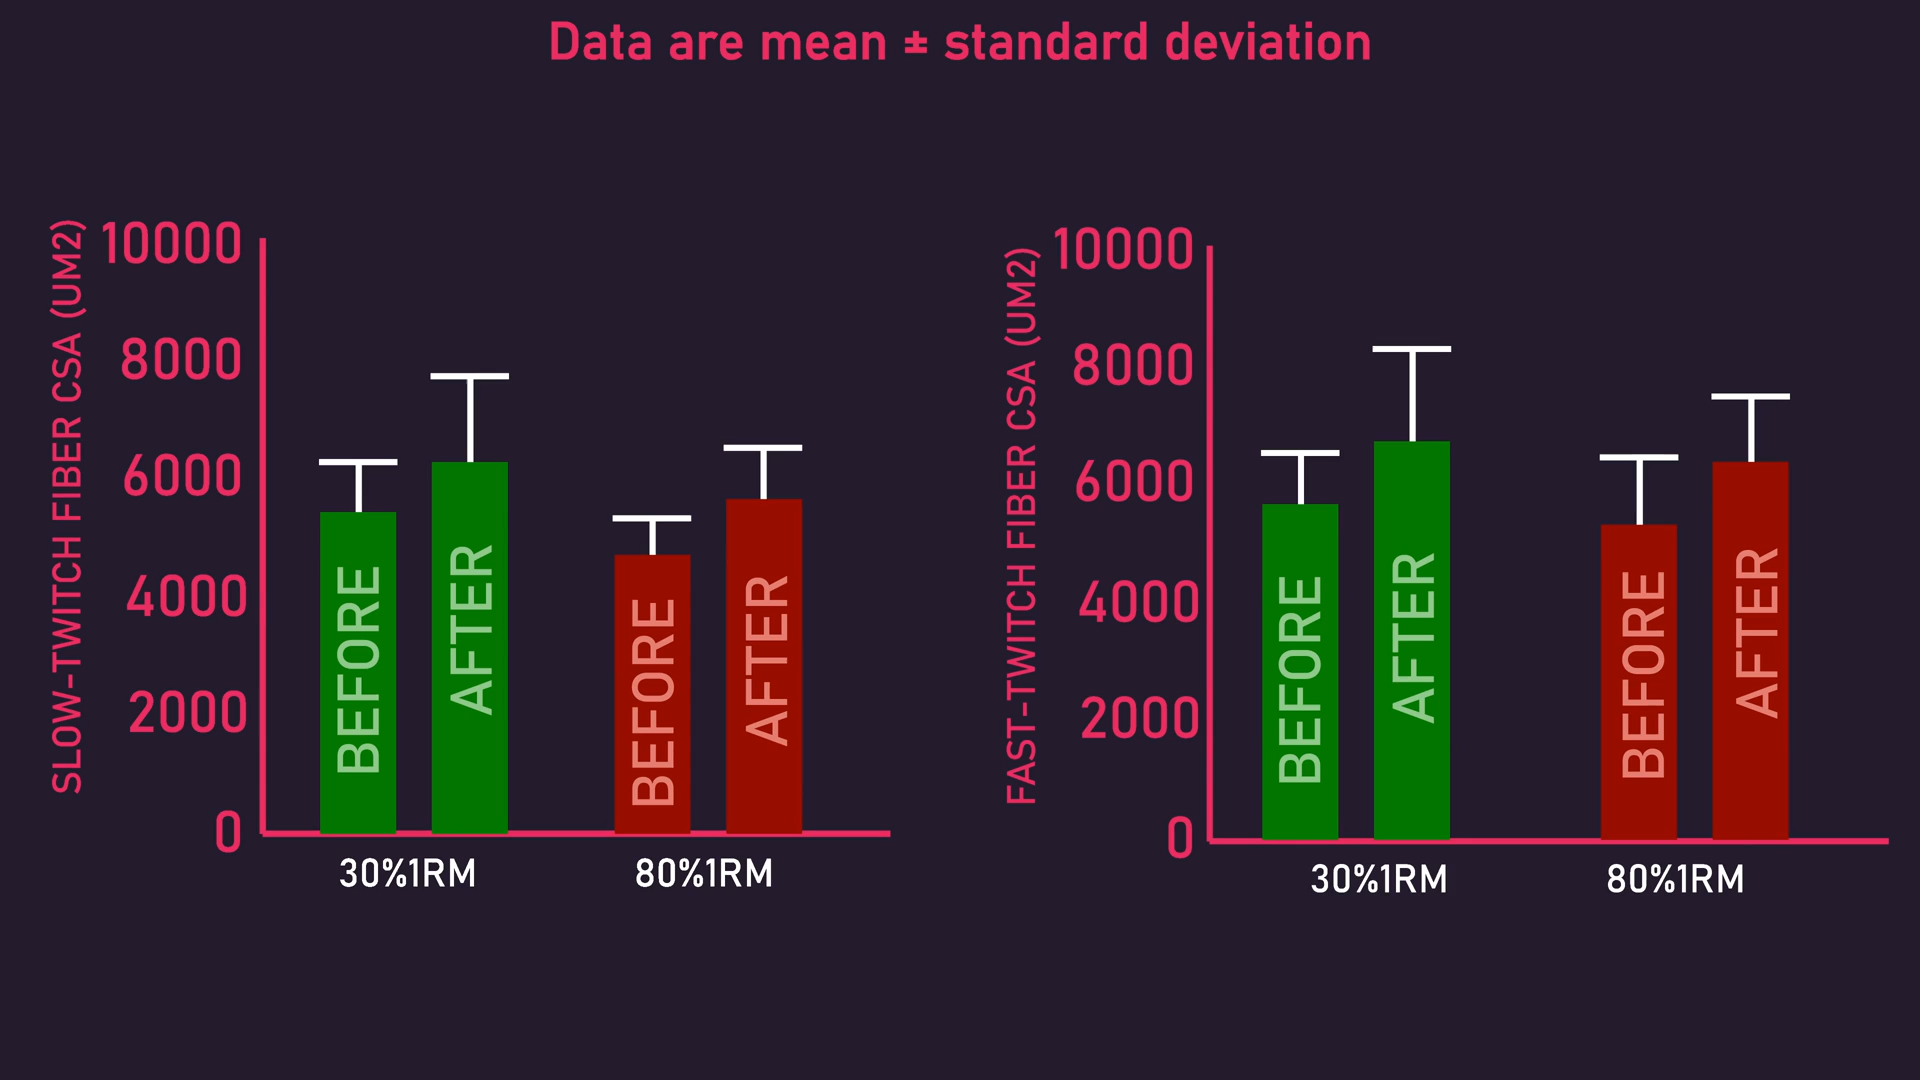 Data are mean ± standard deviation
SLOW-TWITCH FIBER CSA (UM2)
10000
8000
6000
4000
2000
0
BEFORE
AFTER
BEFORE
AFTER
30%1RM
80%1RM
FAST-TWITCH FIBER CSA (UM2)
10000
8000
6000
4000
2000
0
BEFORE
AFTER
BEFORE
AFTER
30%1RM
80%1RM